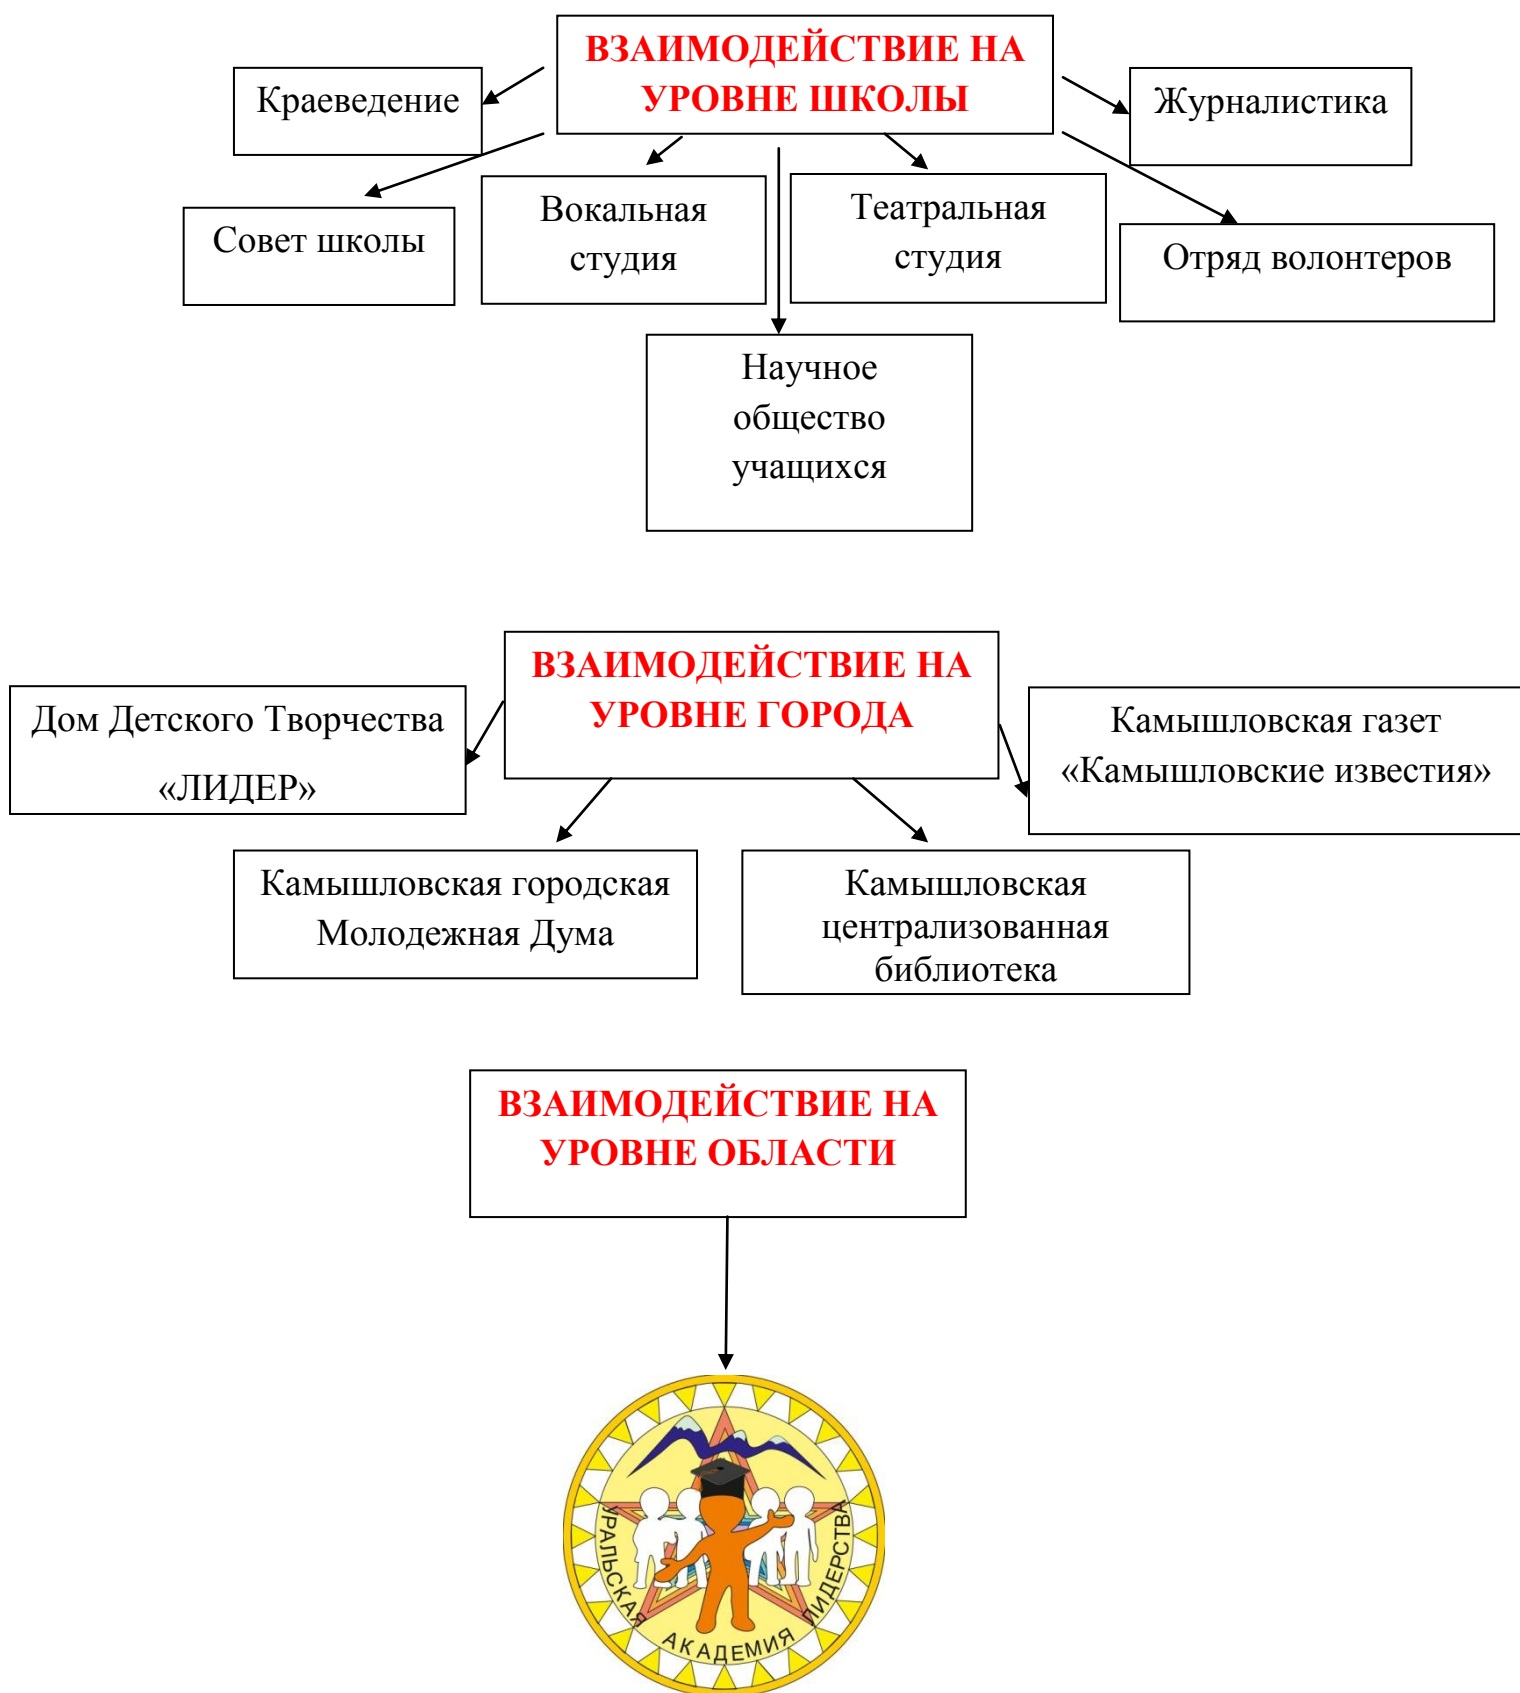 ВЗАИМОДЕЙСТВИЕ НА
УРОВНЕ ШКОЛЫ
Краеведение
Журналистика
Совет школы
Вокальная
студия
Театральная
студия
Отряд волонтеров
Научное
общество
учащихся
ВЗАИМОДЕЙСТВИЕ НА
УРОВНЕ ГОРОДА
Дом Детского Творчества
«ЛИДЕР»
Камышловская газет
«Камышловские известия»
Камышловская городская
Молодежная Дума
Камышловская
централизованная
библиотека
ВЗАИМОДЕЙСТВИЕ НА
УРОВНЕ ОБЛАСТИ
УРАЛЬСКАЯ АКАДЕМИЯ ЛИДЕРСТВА